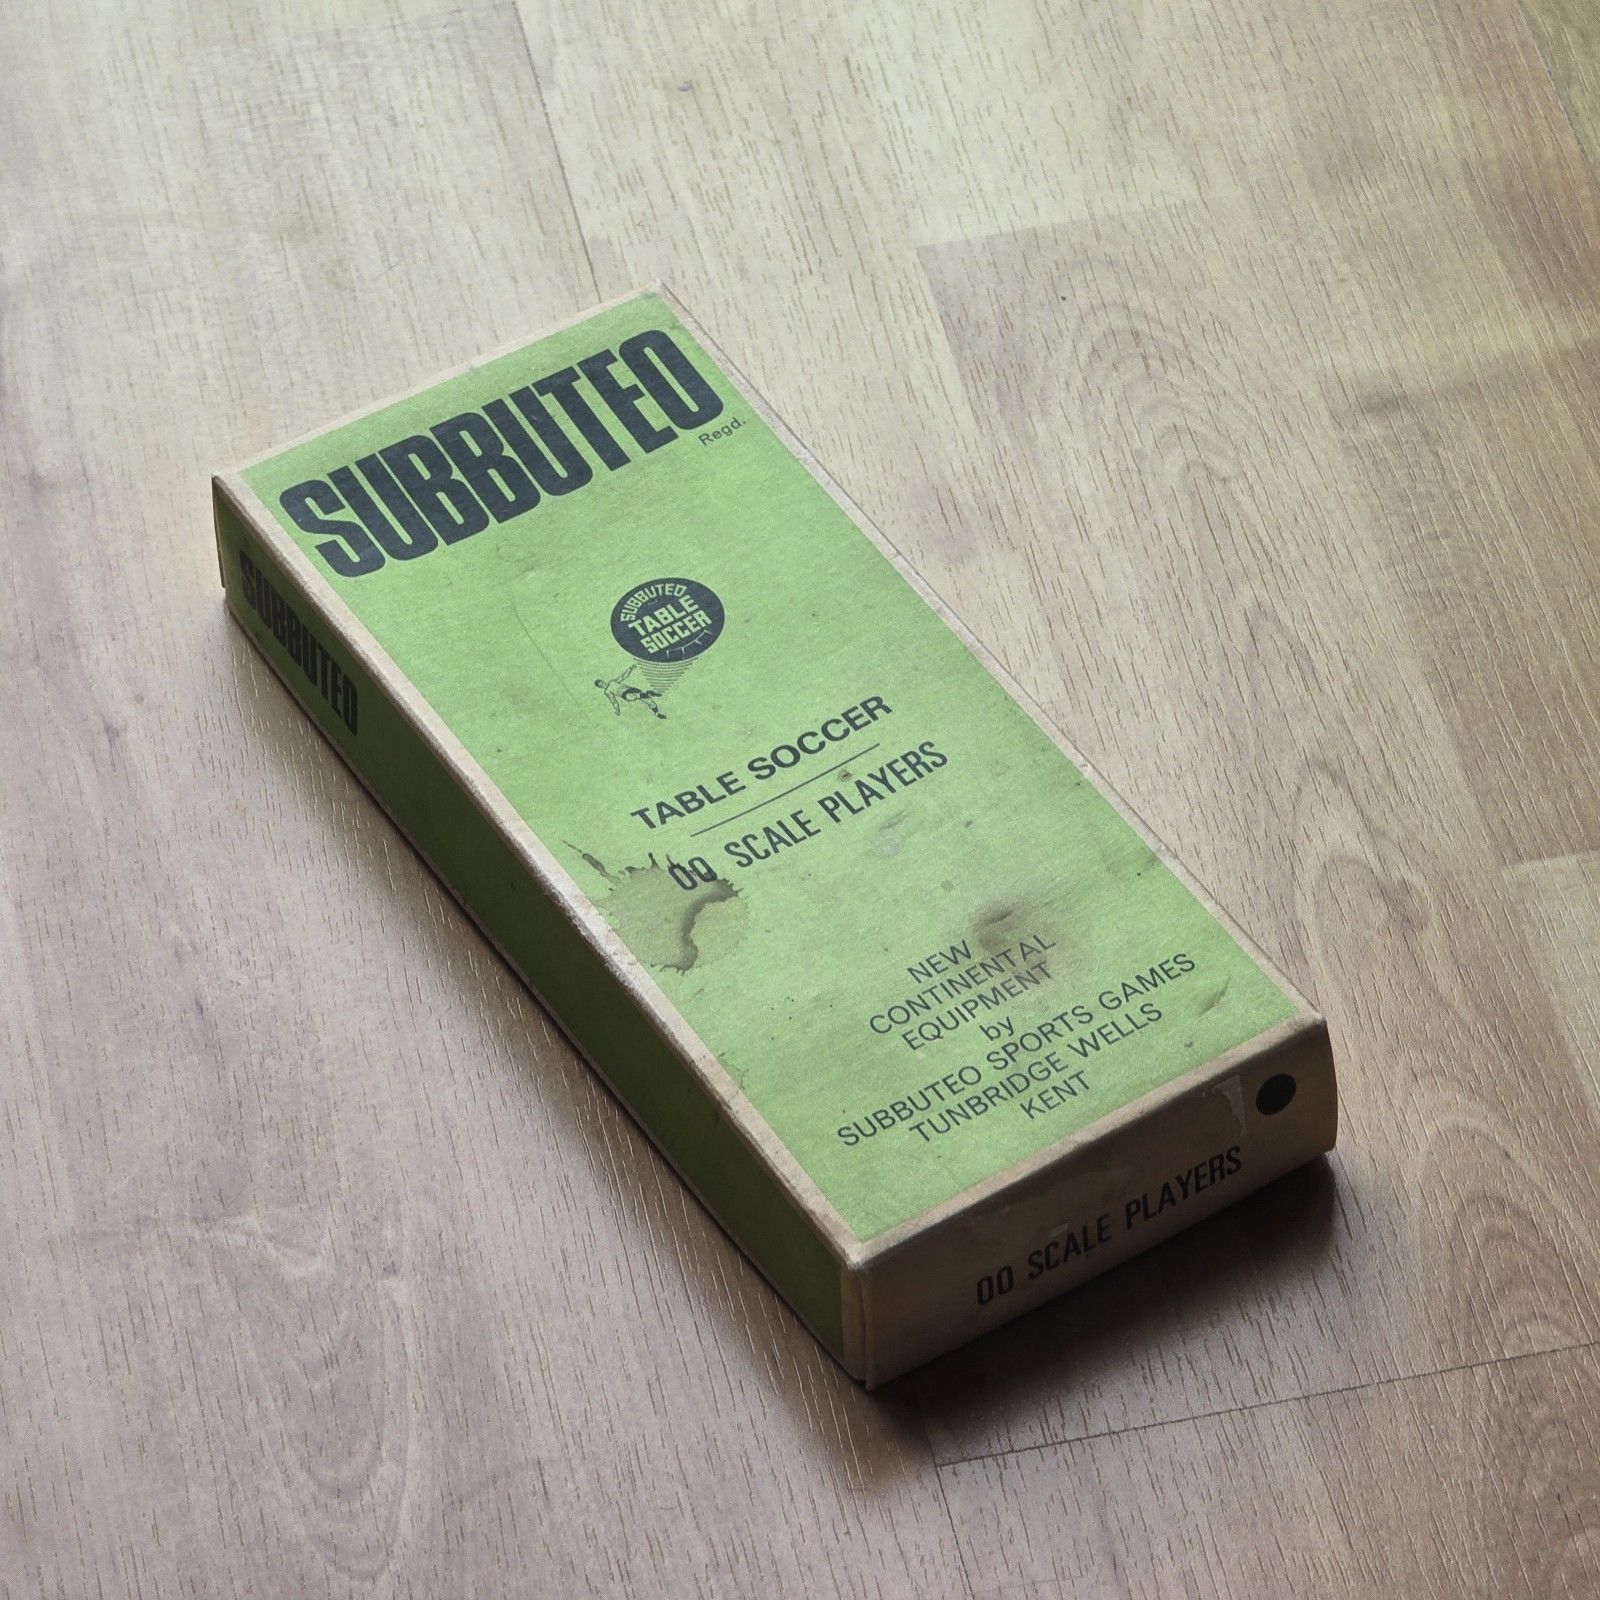 SUBBUTEO
Regd.
SUBBUTEO
TABLE
SOCCER
TABLE SOCCER
00 SCALE PLAYERS
NEW
CONTINENTAL
EQUIPMENT
by
SUBBUTEO SPORTS GAMES
TUNBRIDGE WELLS
KENT
SUBBUTEO
00 SCALE PLAYERS